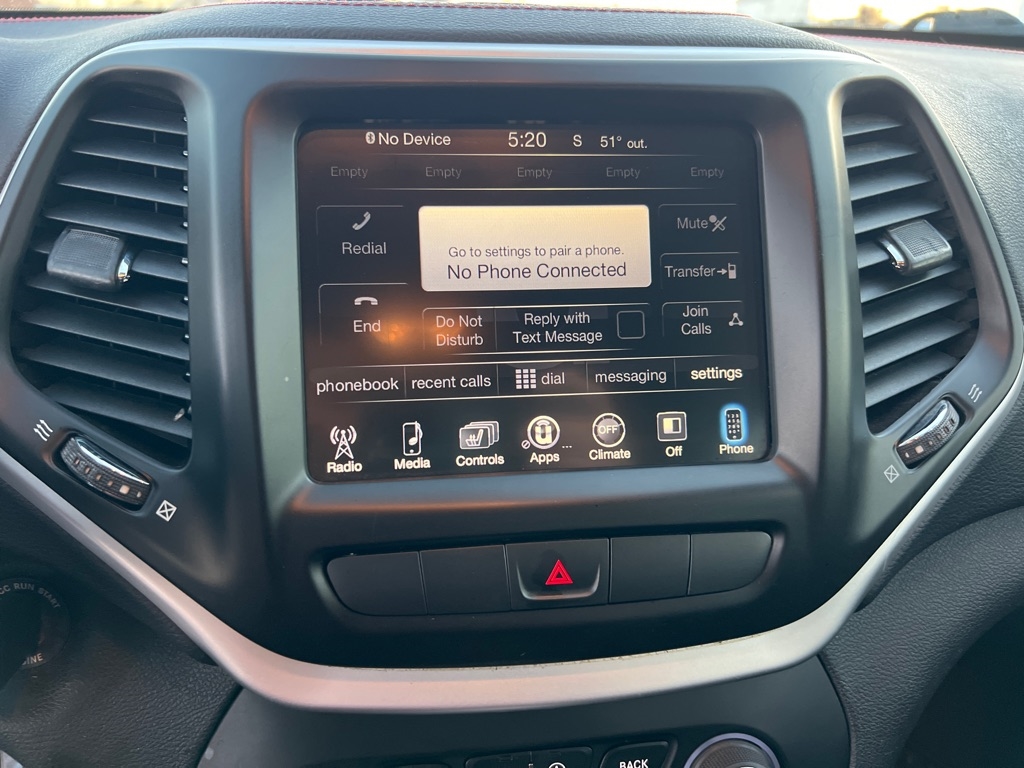 No Device 5:20 S 51° out.
Empty Empty Empty Empty Empty
Redial
Go to settings to pair a phone.
No Phone Connected
Mute
Transfer
End
Do Not
Disturb
Reply with
Text Message
Join
Calls
phonebook recent calls dial messaging settings
Radio Media Controls Apps Climate Off Phone
OFF
RUN START
BACK